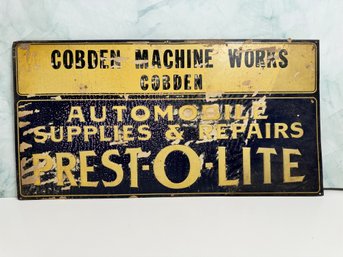 COBDEN MACHINE WORKS
COBDEN
AUTOMOBILE
SUPPLIES & REPAIRS
PREST-O-LITE